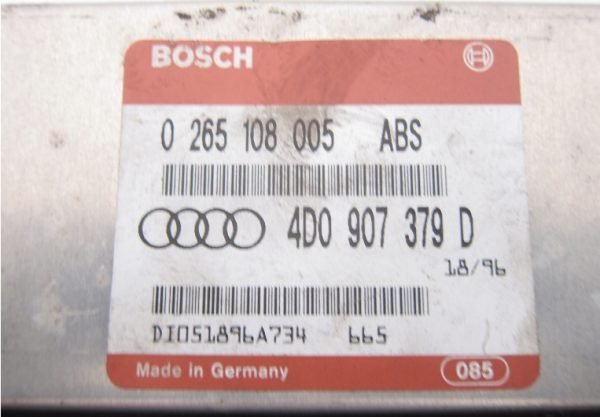 BOSCH
0 265 108 005 ABS
4D0 907 379 D
18/96
DI051896A734 665
Made in Germany 085